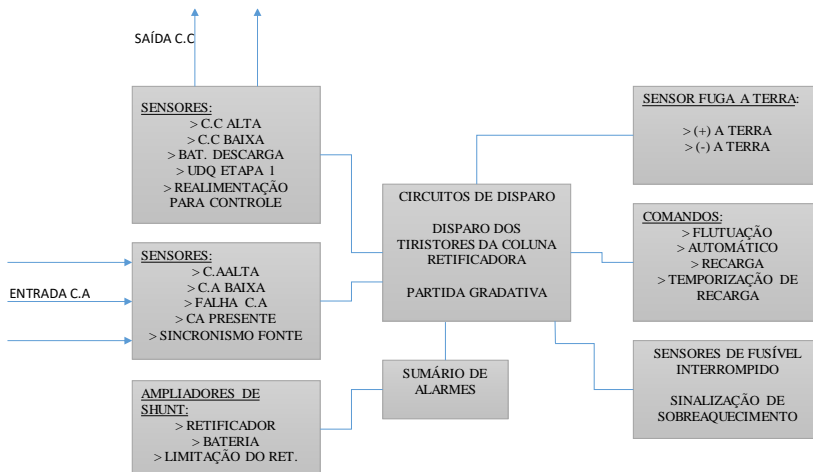 SAÍDA C.C
SENSORES:
> C.C ALTA
> C.C BAIXA
> BAT. DESCARGA
> UDQ ETAPA 1
> REALIMENTAÇÃO
PARA CONTROLE
ENTRADA C.A
SENSORES:
> C.AALTA
> C.A BAIXA
> FALHA C.A
> CA PRESENTE
> SINCRONISMO FONTE
AMPLIADORES DE
SHUNT:
> RETIFICADOR
> BATERIA
> LIMITAÇÃO DO RET.
CIRCUITOS DE DISPARO
DISPARO DOS
TIRISTORES DA COLUNA
RETIFICADORA
PARTIDA GRADATIVA
SUMÁRIO DE
ALARMES
SENSOR FUGA A TERRA:
> (+) A TERRA
> (-) A TERRA
COMANDOS:
> FLUTUAÇÃO
> AUTOMÁTICO
> RECARGA
> TEMPORIZAÇÃO DE
RECARGA
SENSORES DE FUSÍVEL
INTERROMPIDO
SINALIZAÇÃO DE
SOBREAQUECIMENTO